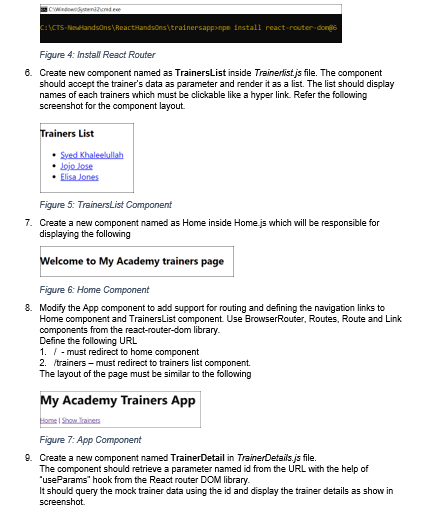 C:\Windows\System32\cmd.exe
C:\CTS-NewHandsOns\ReactHandsOns\trainersapp>npm install react-router-dom@6
Figure 4: Install React Router
6. Create new component named as TrainersList inside Trainerlist.js file. The component
should accept the trainer's data as parameter and render it as a list. The list should display
names of each trainers which must be clickable like a hyper link. Refer the following
screenshot for the component layout.
Trainers List
• Syed Khaleelullah
• Jojo Jose
• Elisa Jones
Figure 5: TrainersList Component
7. Create a new component named as Home inside Home.js which will be responsible for
displaying the following
Welcome to My Academy trainers page
Figure 6: Home Component
8. Modify the App component to add support for routing and defining the navigation links to
Home component and TrainersList component. Use BrowserRouter, Routes, Route and Link
components from the react-router-dom library.
Define the following URL
1. / - must redirect to home component
2. /trainers – must redirect to trainers list component.
The layout of the page must be similar to the following
My Academy Trainers App
Home | Show Trainers
Figure 7: App Component
9. Create a new component named TrainerDetail in TrainerDetails.js file.
The component should retrieve a parameter named id from the URL with the help of
"useParams" hook from the React router DOM library.
It should query the mock trainer data using the id and display the trainer details as show in
screenshot.